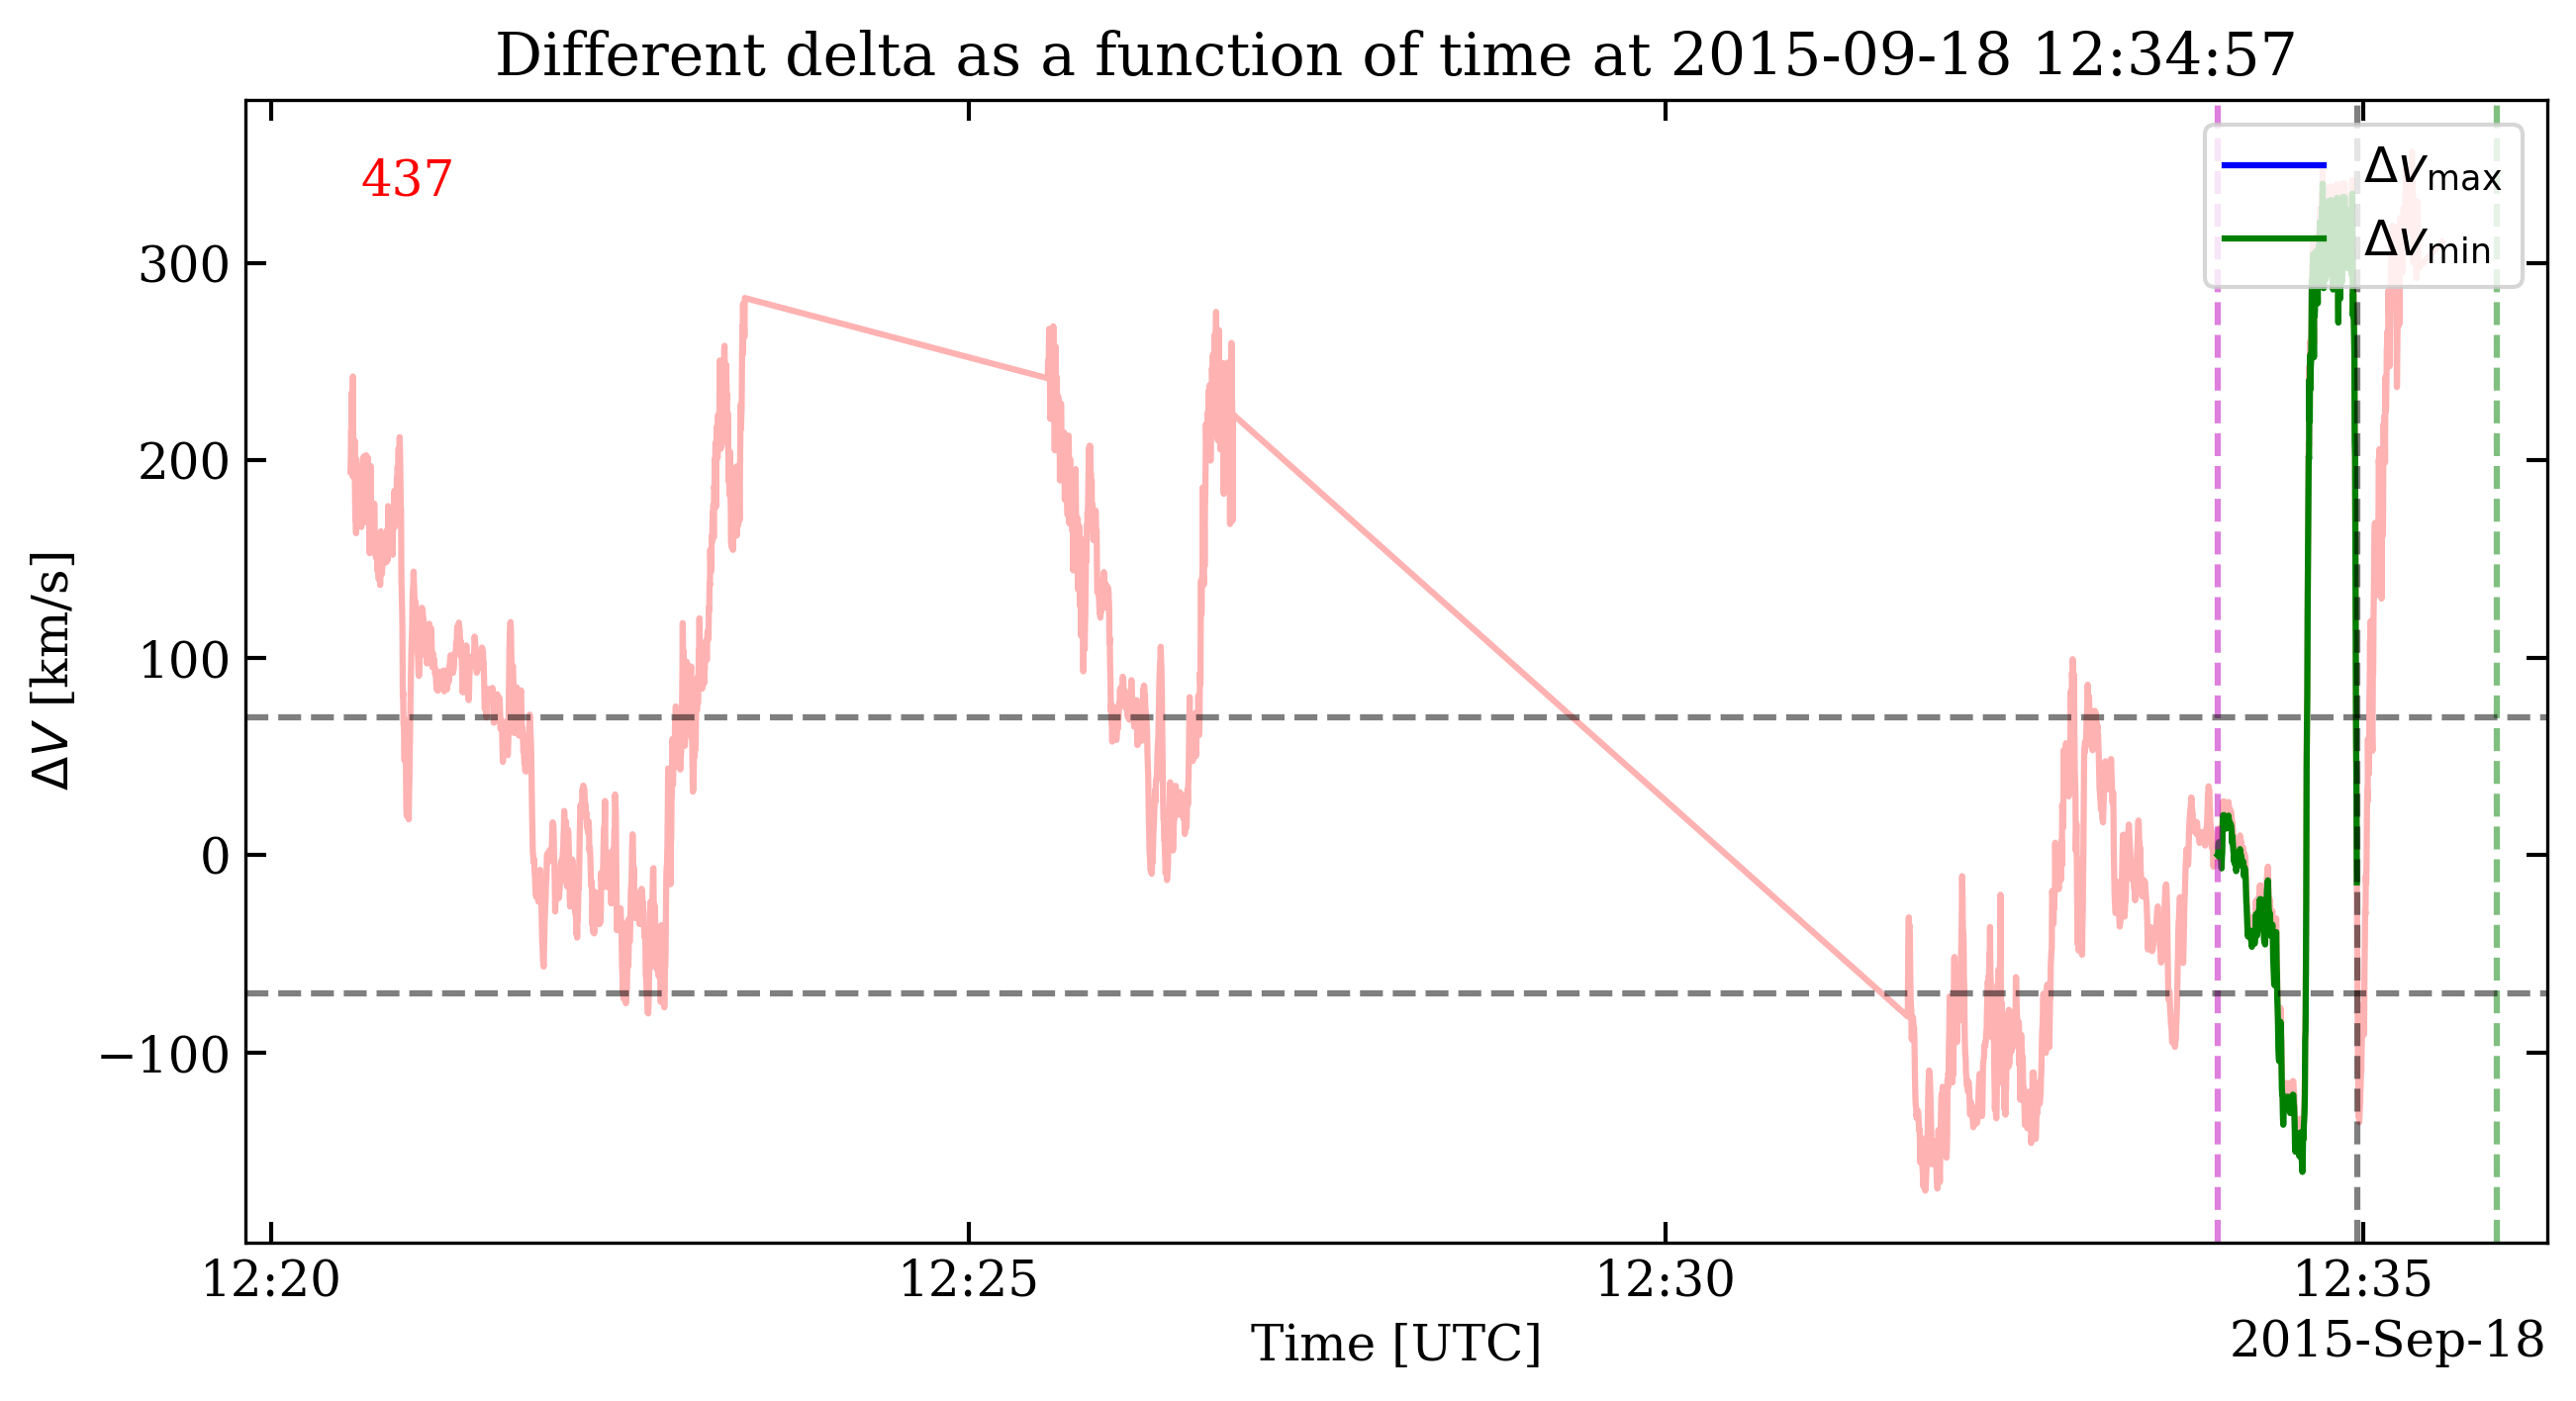 Different delta as a function of time at 2015-09-18 12:34:57
437
Δv_max
Δv_min
300
200
100
0
−100
ΔV [km/s]
12:20 12:25 12:30 12:35
2015-Sep-18
Time [UTC]